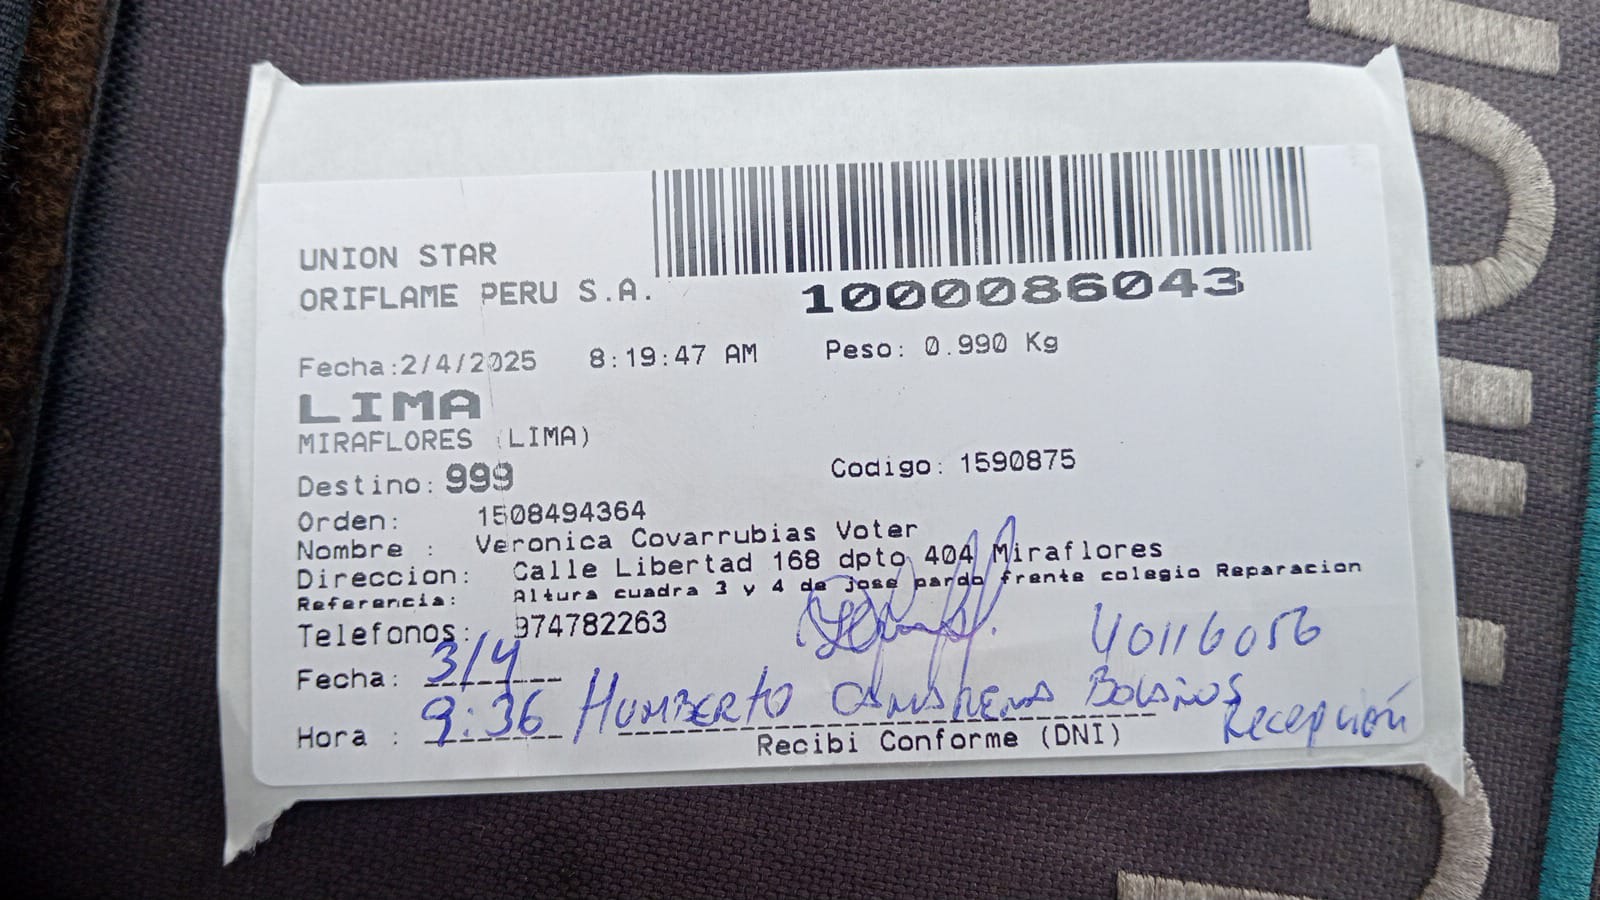 UNION STAR
ORIFLAME PERU S.A.
1000086043
Fecha:2/4/2025 8:19:47 AM Peso: 0.990 Kg
LIMA
MIRAFLORES (LIMA)
Destino: 999 Codigo: 1590875
Orden: 1508494364
Nombre : Veronica Covarrubias Voter
Direccion: Calle Libertad 168 dpto 404 Miraflores
Referencia: Altura cuadra 3 y 4 de jose pardo frente colegio Reparacion
Telefonos: 974782263
40116056
Fecha: 3/4
Hora : 9:36 HUMBERTO CAMARENA BOLAÑOS
Recepción
Recibi Conforme (DNI)